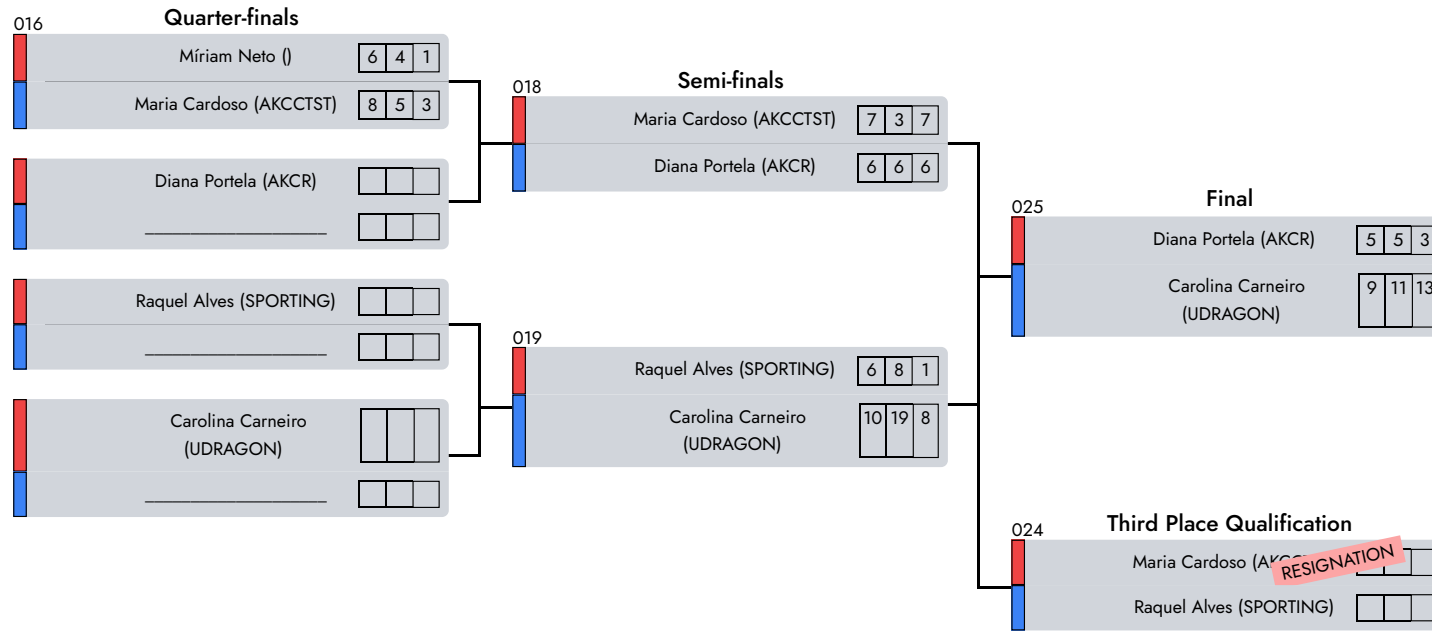 Quarter-finals
016
Míriam Neto () 6 4 1
Maria Cardoso (AKCCTST) 8 5 3
Diana Portela (AKCR)
____________________
Raquel Alves (SPORTING)
____________________
Carolina Carneiro
(UDRAGON)
____________________
Semi-finals
018
Maria Cardoso (AKCCTST) 7 3 7
Diana Portela (AKCR) 6 6 6
019
Raquel Alves (SPORTING) 6 8 1
Carolina Carneiro
(UDRAGON) 10 19 8
Final
025
Diana Portela (AKCR) 5 5 3
Carolina Carneiro
(UDRAGON) 9 11 13
Third Place Qualification
024
Maria Cardoso
RESIGNATION
Raquel Alves (SPORTING)